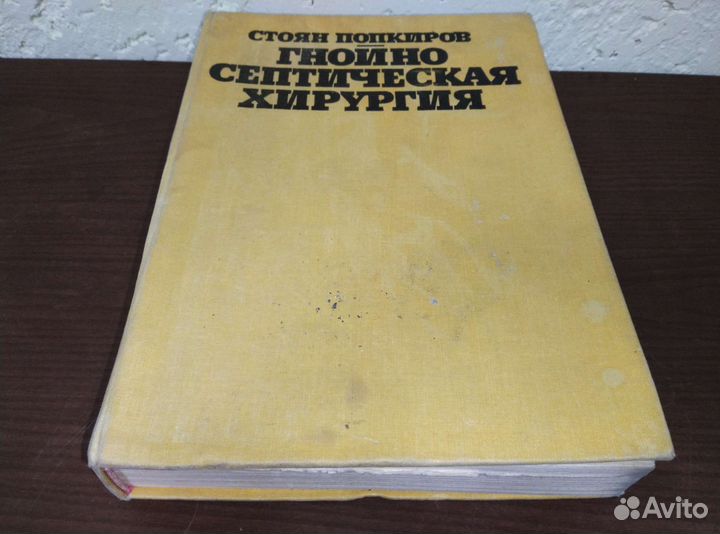 СТОЯН ПОПКИРОВ
ГНОЙНО
СЕПТИЧЕСКАЯ
ХИРУРГИЯ
Avito